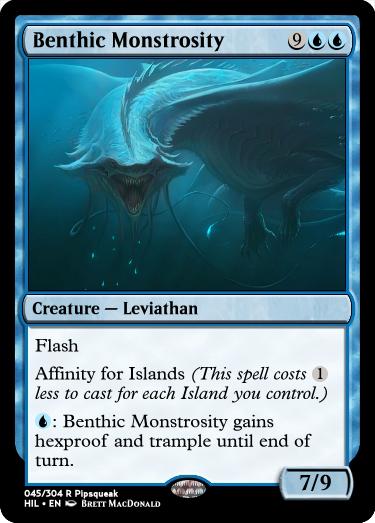 Benthic Monstrosity 9
Creature — Leviathan
Flash
Affinity for Islands (This spell costs 1
less to cast for each Island you control.)
: Benthic Monstrosity gains
hexproof and trample until end of
turn.
7/9
045/304 R Pipsqueak
HIL • EN Brett MacDonald